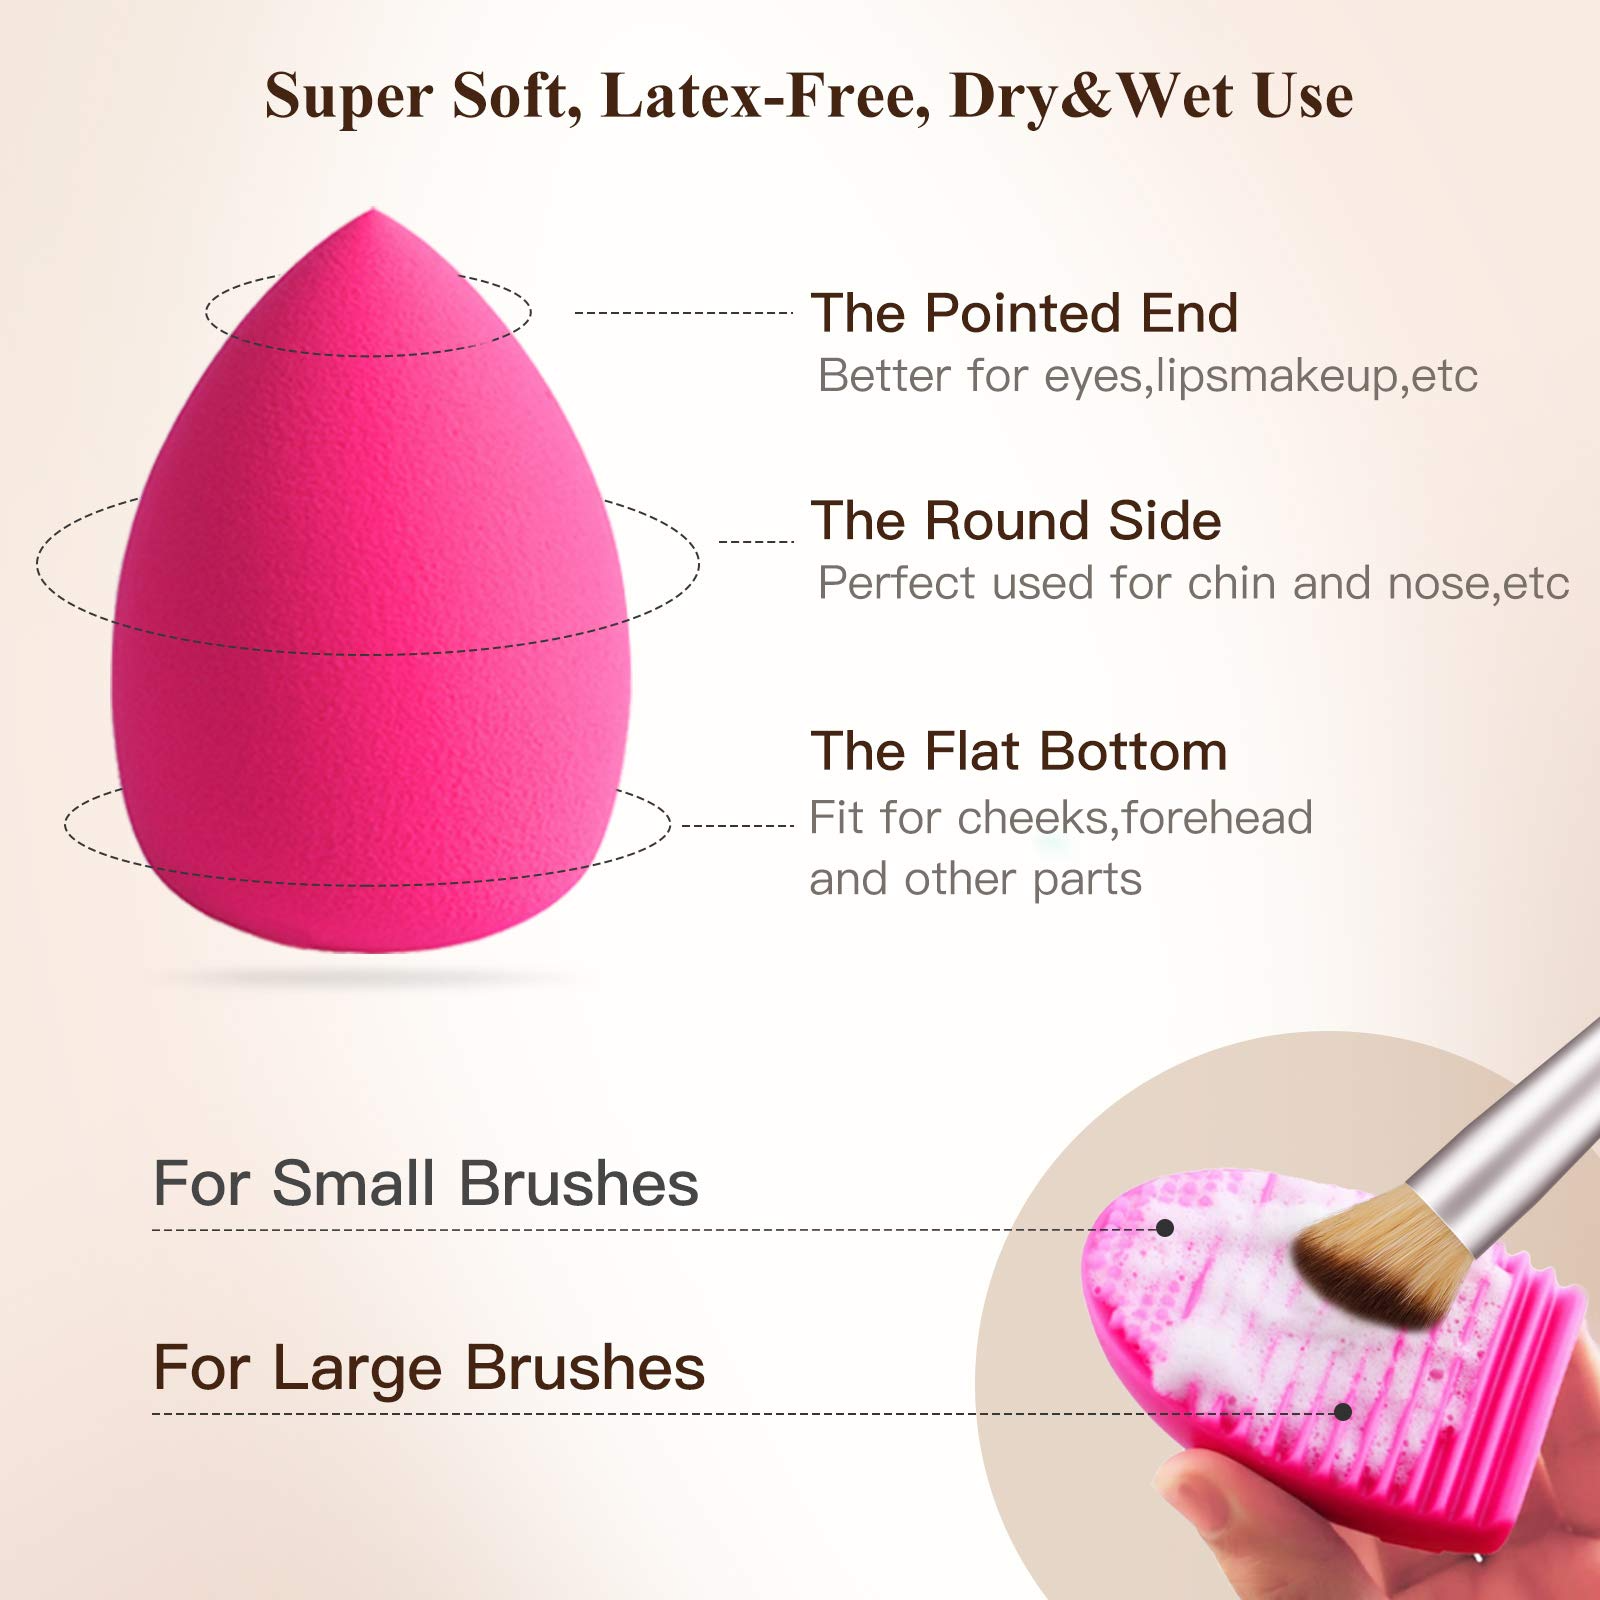 Super Soft, Latex-Free, Dry&Wet Use
The Pointed End
Better for eyes,lipsmakeup,etc
The Round Side
Perfect used for chin and nose,etc
The Flat Bottom
Fit for cheeks,forehead
and other parts
For Small Brushes
For Large Brushes